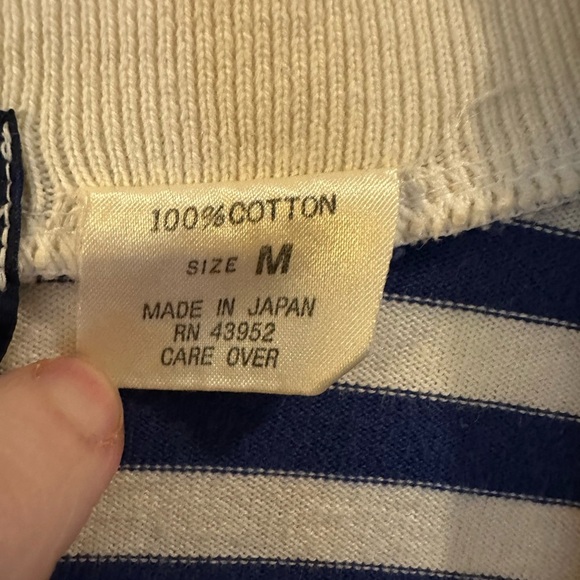 100%COTTON
SIZE M
MADE IN JAPAN
RN 43952
CARE OVER